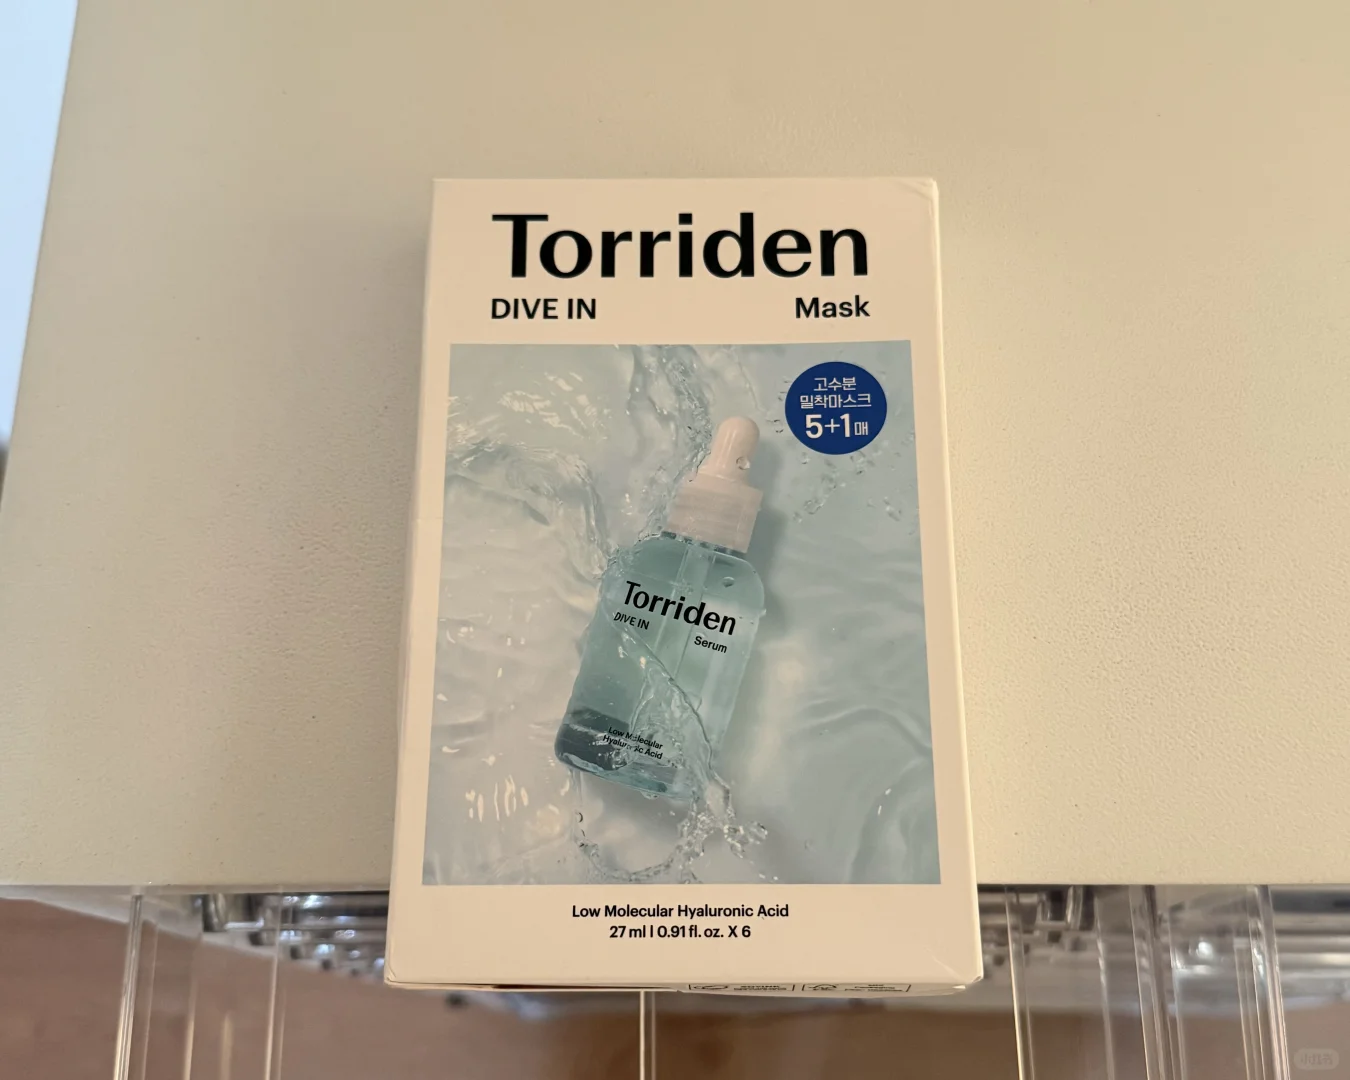 Torriden
DIVE IN Mask
고수분
밀착마스크
5+1매
Torriden
DIVE IN
Serum
Low Molecular
Hyaluronic Acid
Low Molecular Hyaluronic Acid
27 ml | 0.91 fl. oz. X 6